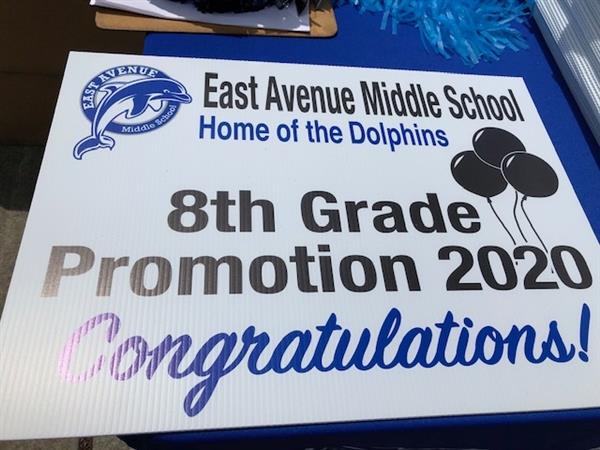 EAST AVENUE
Middle School
East Avenue Middle School
Home of the Dolphins
8th Grade
Promotion 2020
Congratulations!